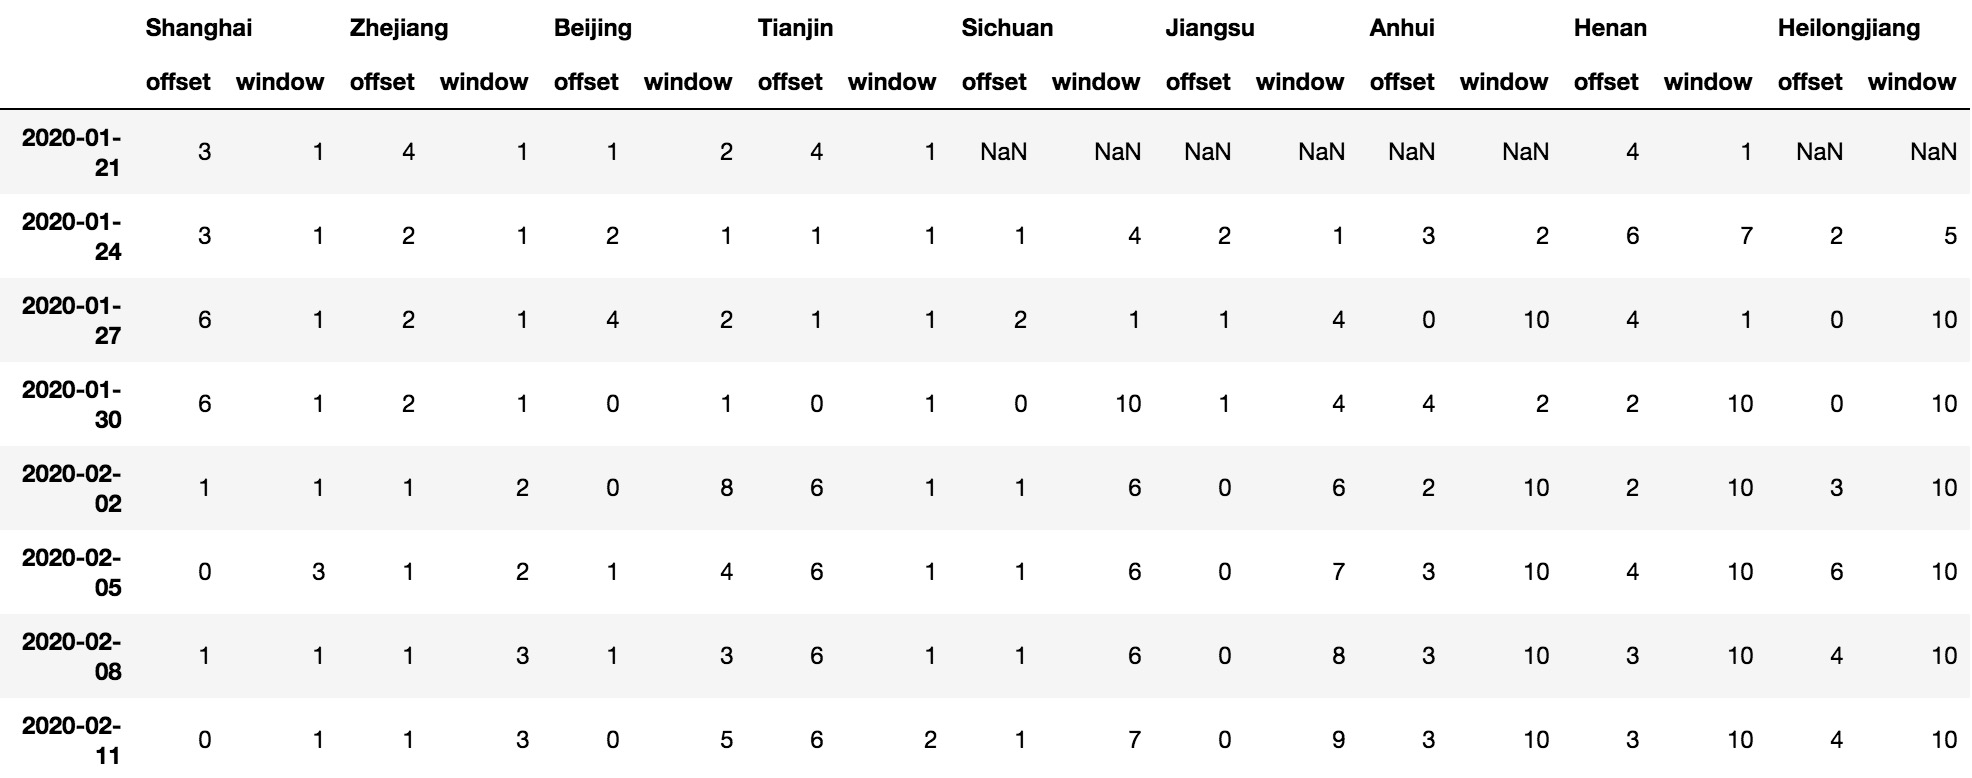 Shanghai Zhejiang Beijing Tianjin Sichuan Jiangsu Anhui Henan Heilongjiang
offset window offset window offset window offset window offset window offset window offset window offset window offset window
2020-01-
21 3 1 4 1 1 2 4 1 NaN NaN NaN NaN NaN NaN 4 1 NaN NaN
2020-01-
24 3 1 2 1 2 1 1 1 1 4 2 1 3 2 6 7 2 5
2020-01-
27 6 1 2 1 4 2 1 1 2 1 1 4 0 10 4 1 0 10
2020-01-
30 6 1 2 1 0 1 0 1 0 10 1 4 4 2 2 10 0 10
2020-02-
02 1 1 1 2 0 8 6 1 1 6 0 6 2 10 2 10 3 10
2020-02-
05 0 3 1 2 1 4 6 1 1 6 0 7 3 10 4 10 6 10
2020-02-
08 1 1 1 3 1 3 6 1 1 6 0 8 3 10 3 10 4 10
2020-02-
11 0 1 1 3 0 5 6 2 1 7 0 9 3 10 3 10 4 10